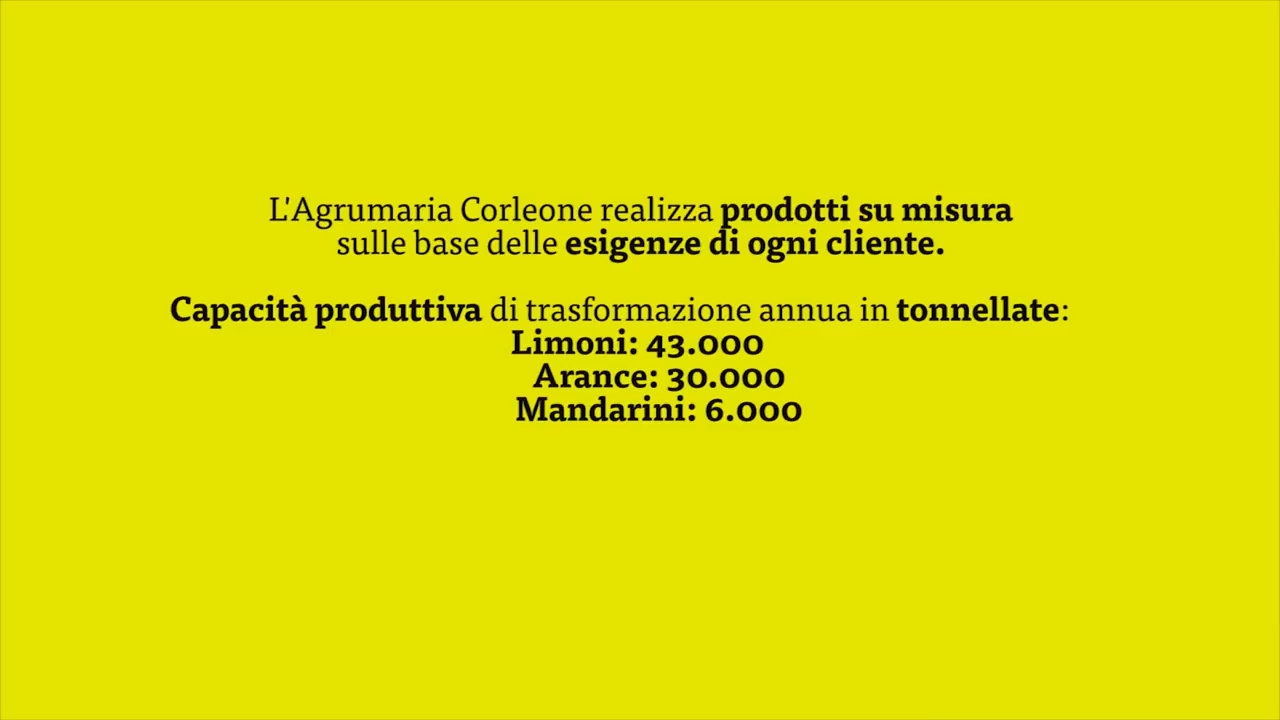 L'Agrumaria Corleone realizza prodotti su misura
sulle base delle esigenze di ogni cliente.
Capacità produttiva di trasformazione annua in tonnellate:
Limoni: 43.000
Arance: 30.000
Mandarini: 6.000